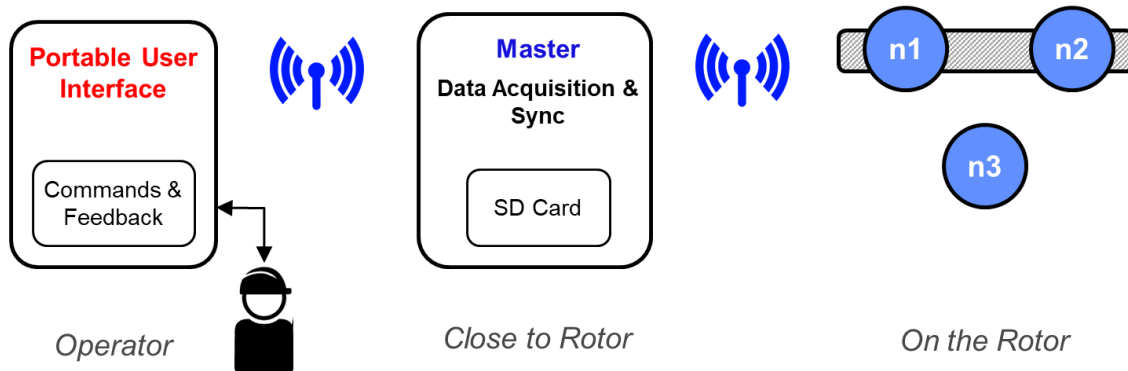 Portable User
Interface
Commands &
Feedback
Operator
Master
Data Acquisition &
Sync
SD Card
Close to Rotor
n1
n2
n3
On the Rotor